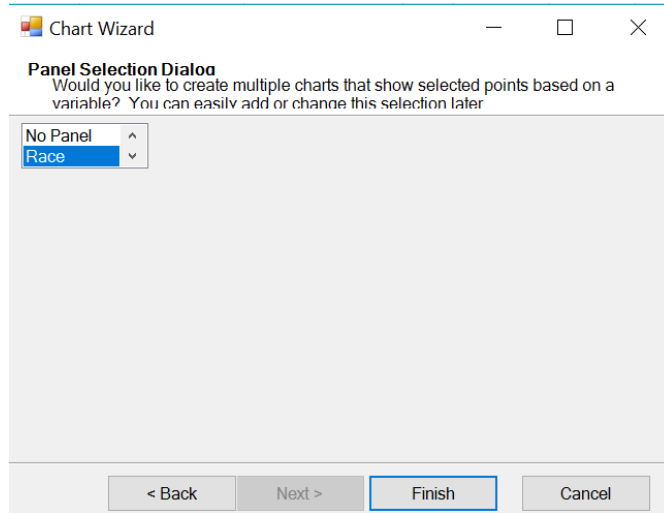 Chart Wizard
Panel Selection Dialog
Would you like to create multiple charts that show selected points based on a
variable? You can easily add or change this selection later
No Panel
Race
< Back Next > Finish Cancel